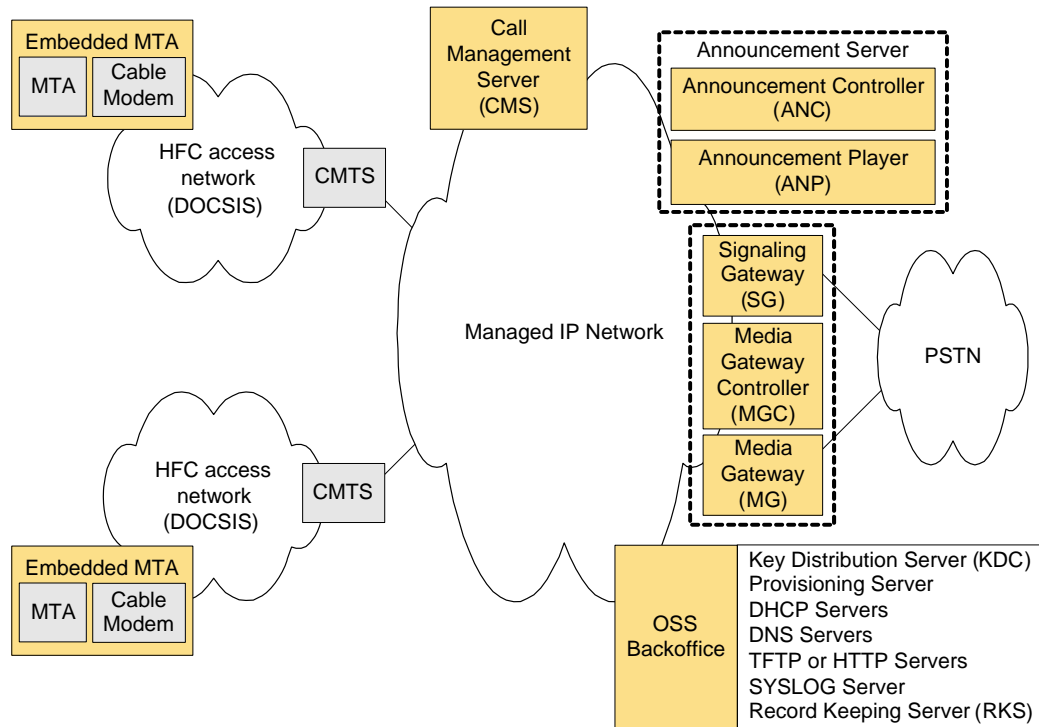 Embedded MTA
MTA
Cable
Modem
HFC access
network
(DOCSIS)
CMTS
Call
Management
Server
(CMS)
Announcement Server
Announcement Controller
(ANC)
Announcement Player
(ANP)
Signaling
Gateway
(SG)
Media
Gateway
Controller
(MGC)
Media
Gateway
(MG)
Managed IP Network
PSTN
HFC access
network
(DOCSIS)
CMTS
Embedded MTA
MTA
Cable
Modem
OSS
Backoffice
Key Distribution Server (KDC)
Provisioning Server
DHCP Servers
DNS Servers
TFTP or HTTP Servers
SYSLOG Server
Record Keeping Server (RKS)